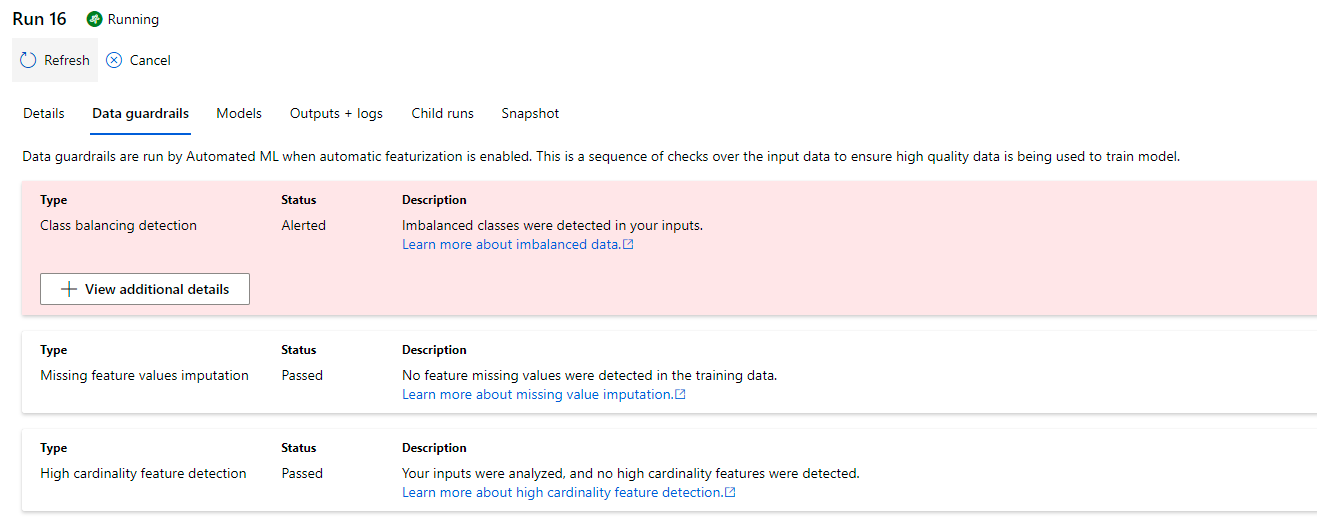 Run 16 Running
Refresh Cancel
Details Data guardrails Models Outputs + logs Child runs Snapshot
Data guardrails are run by Automated ML when automatic featurization is enabled. This is a sequence of checks over the input data to ensure high quality data is being used to train model.
Type Status Description
Class balancing detection Alerted Imbalanced classes were detected in your inputs.
Learn more about imbalanced data.
View additional details
Type Status Description
Missing feature values imputation Passed No feature missing values were detected in the training data.
Learn more about missing value imputation.
Type Status Description
High cardinality feature detection Passed Your inputs were analyzed, and no high cardinality features were detected.
Learn more about high cardinality feature detection.